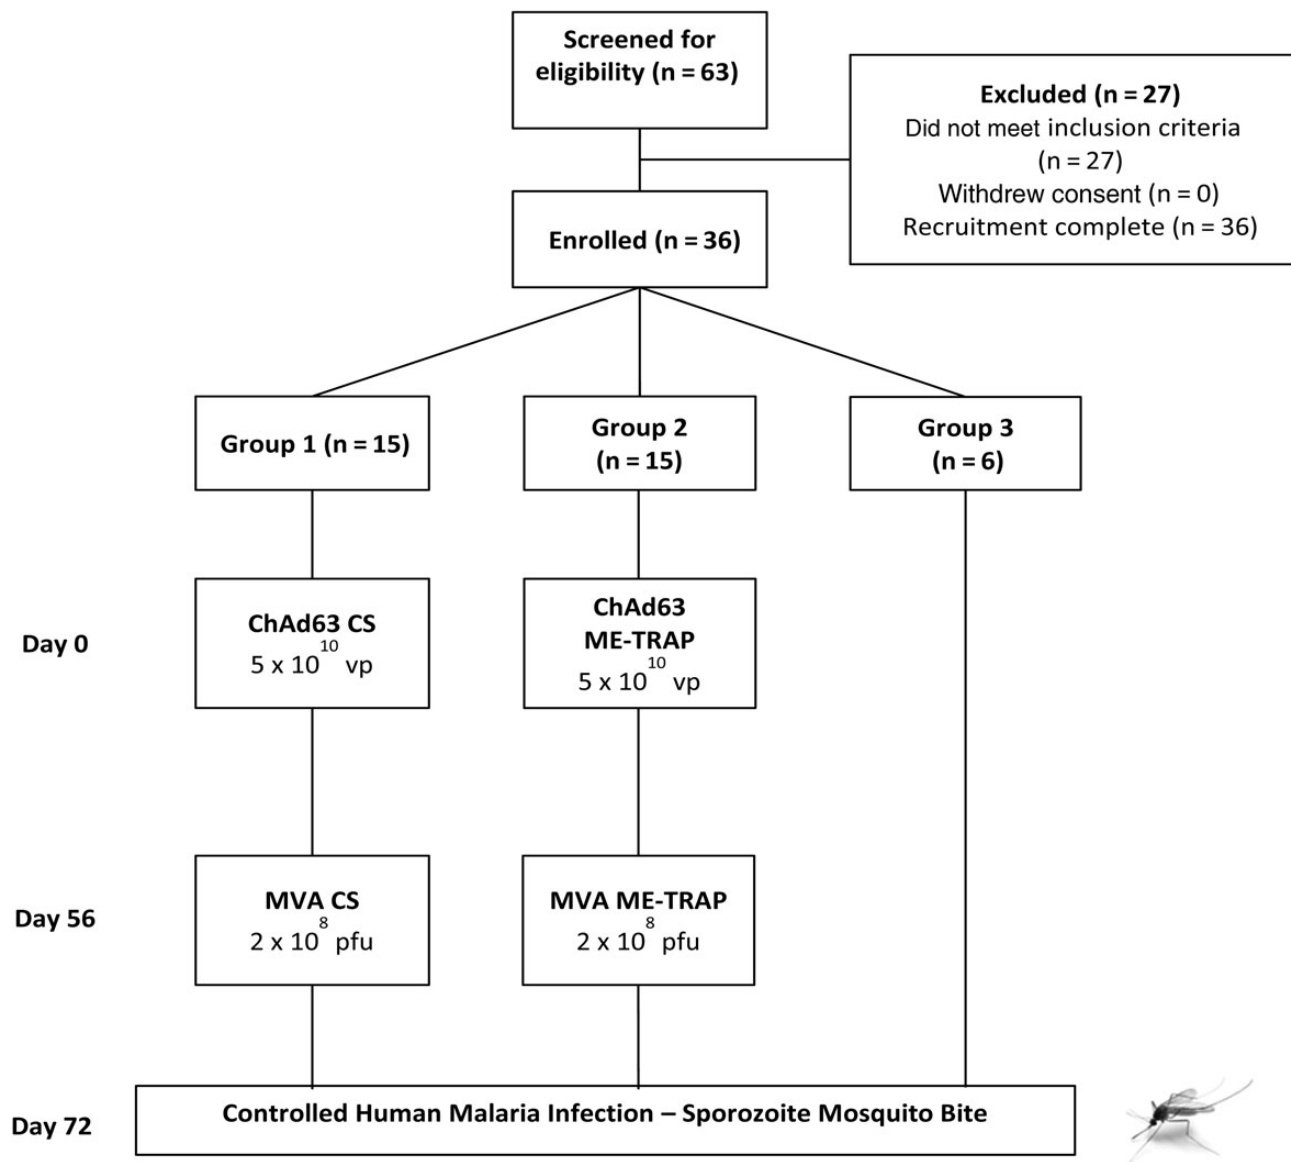 Screened for
eligibility (n = 63)
Excluded (n = 27)
Did not meet inclusion criteria
(n = 27)
Withdrew consent (n = 0)
Recruitment complete (n = 36)
Enrolled (n = 36)
Group 1 (n = 15)
Group 2
(n = 15)
Group 3
(n = 6)
Day 0
ChAd63 CS
5 x 10^10 vp
ChAd63
ME-TRAP
5 x 10^10 vp
Day 56
MVA CS
2 x 10^8 pfu
MVA ME-TRAP
2 x 10^8 pfu
Day 72
Controlled Human Malaria Infection – Sporozoite Mosquito Bite